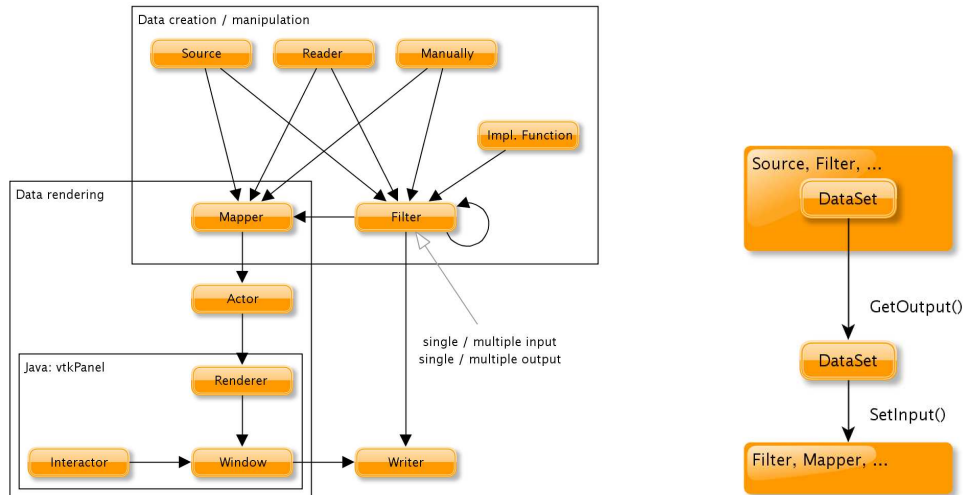 Data creation / manipulation
Source
Reader
Manually
Impl. Function
Data rendering
Mapper
Filter
Actor
single / multiple input
single / multiple output
Java: vtkPanel
Renderer
Interactor
Window
Writer
Source, Filter, ...
DataSet
GetOutput()
DataSet
SetInput()
Filter, Mapper, ...